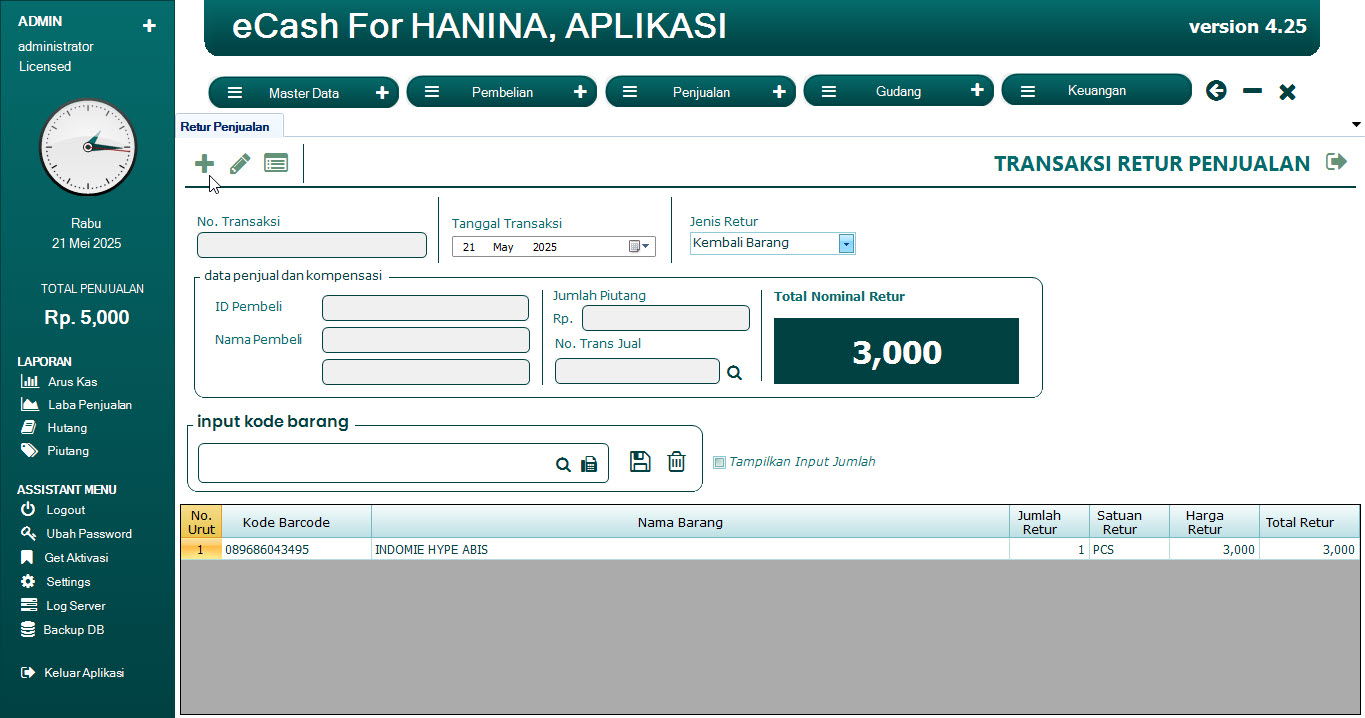 ADMIN
administrator
Licensed
Rabu
21 Mei 2025
TOTAL PENJUALAN
Rp. 5,000
LAPORAN
Arus Kas
Laba Penjualan
Hutang
Piutang
ASSISTANT MENU
Logout
Ubah Password
Get Aktivasi
Settings
Log Server
Backup DB
Keluar Aplikasi
eCash For HANINA, APLIKASI
version 4.25
Master Data
Pembelian
Penjualan
Gudang
Keuangan
Retur Penjualan
TRANSAKSI RETUR PENJUALAN
No. Transaksi
Tanggal Transaksi
21 May 2025
Jenis Retur
Kembali Barang
data penjual dan kompensasi
ID Pembeli
Nama Pembeli
Jumlah Piutang
Rp.
No. Trans Jual
Total Nominal Retur
3,000
input kode barang
Tampilkan Input Jumlah
No. Urut Kode Barcode Nama Barang Jumlah Retur Satuan Retur Harga Retur Total Retur
1 089686043495 INDOMIE HYPE ABIS 1 PCS 3,000 3,000